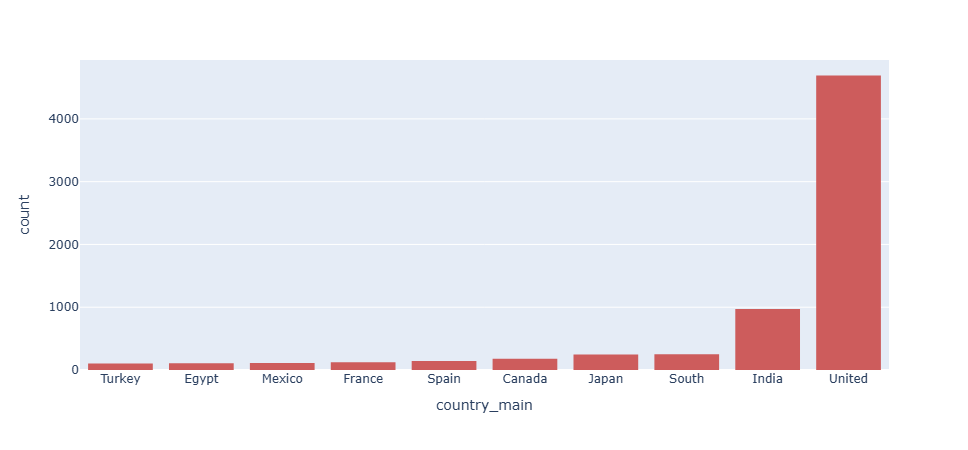 count
4000
3000
2000
1000
0
Turkey Egypt Mexico France Spain Canada Japan South India United
country_main